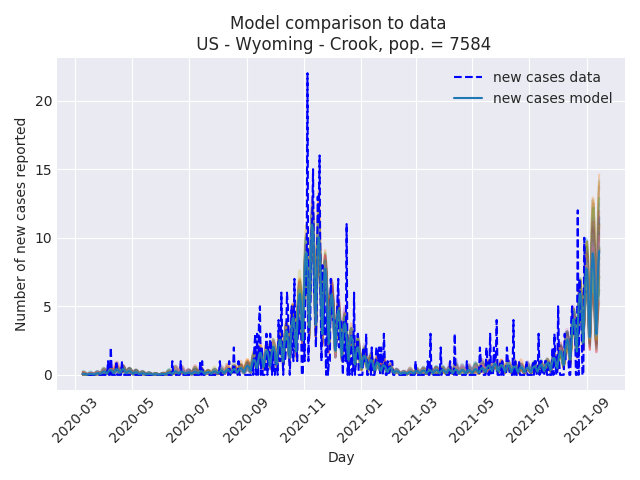 Model comparison to data
US - Wyoming - Crook, pop. = 7584
new cases data
new cases model
Number of new cases reported
20
15
10
5
0
2020-03
2020-05
2020-07
2020-09
2020-11
2021-01
2021-03
2021-05
2021-07
2021-09
Day